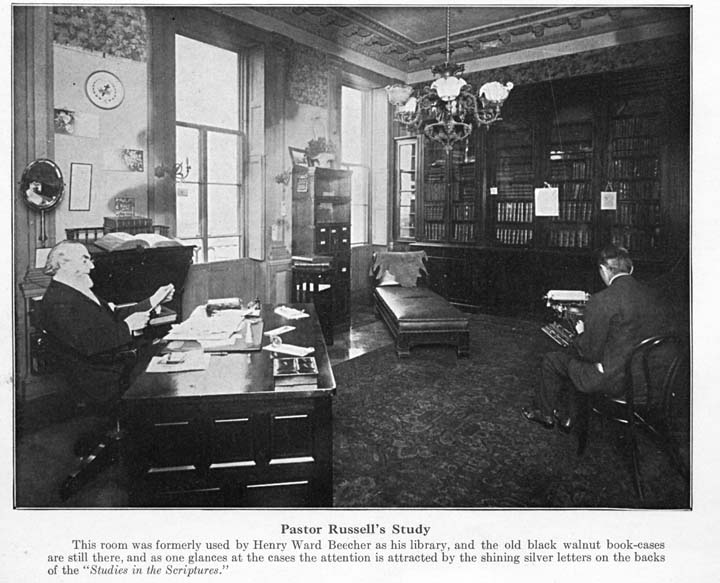 Pastor Russell's Study
This room was formerly used by Henry Ward Beecher as his library, and the old black walnut book-cases
are still there, and as one glances at the cases the attention is attracted by the shining silver letters on the backs
of the "Studies in the Scriptures."